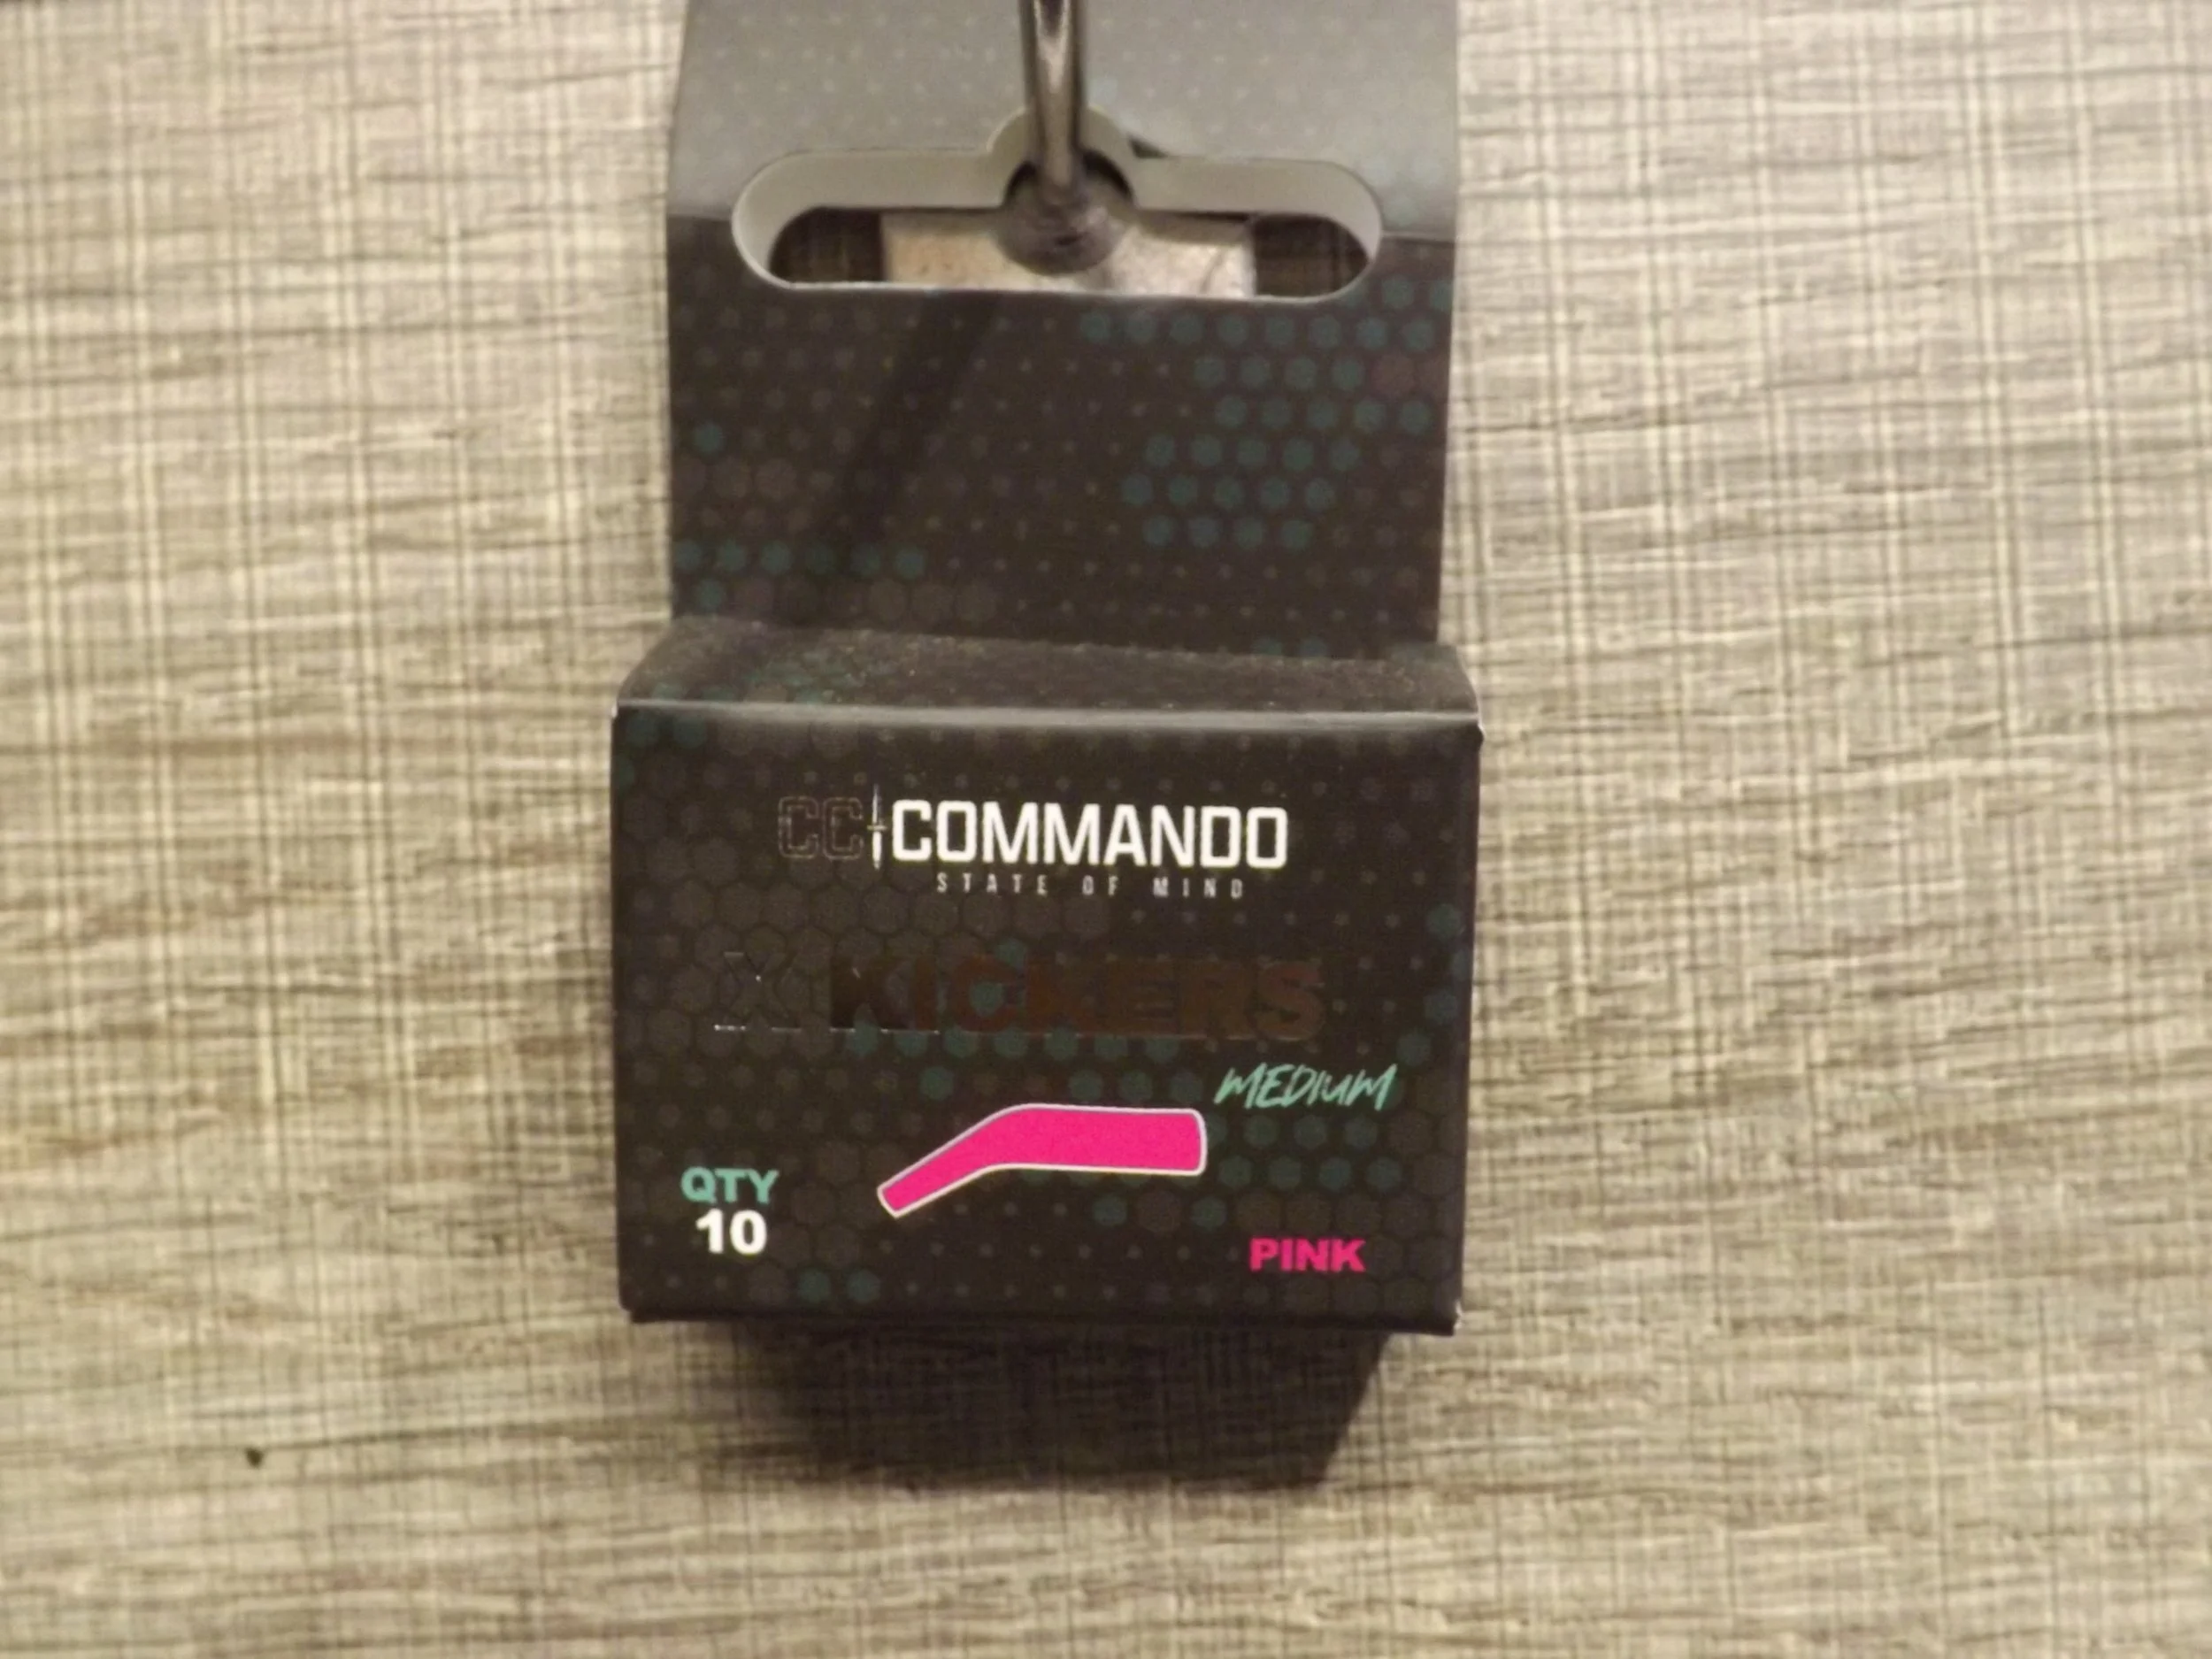 CC COMMANDO
STATE OF MIND
X KICKERS
MEDIUM
QTY
10
PINK